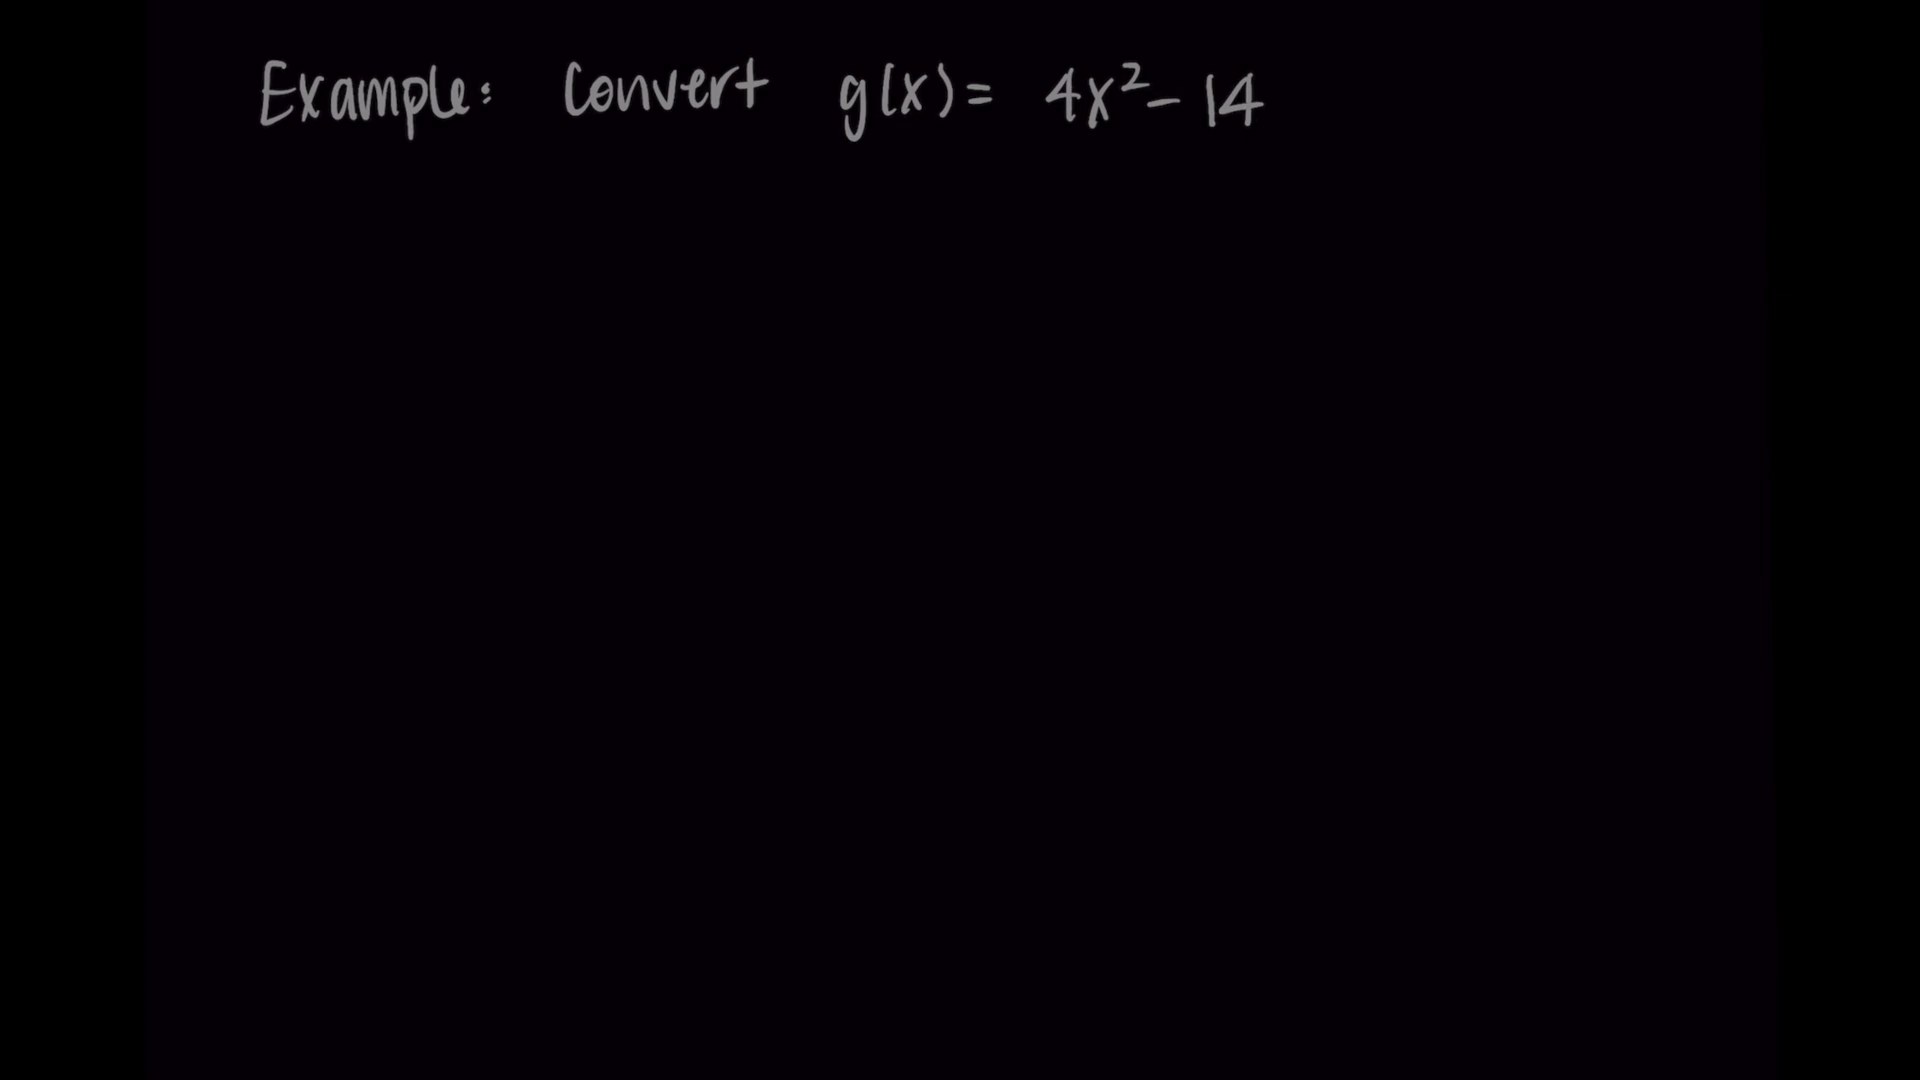 Example: Convert g(x) = 4x² - 14